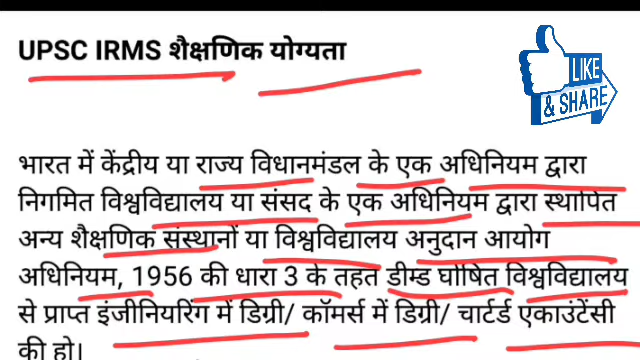 UPSC IRMS शैक्षणिक योग्यता
LIKE
& SHARE
भारत में केंद्रीय या राज्य विधानमंडल के एक अधिनियम द्वारा
निगमित विश्वविद्यालय या संसद के एक अधिनियम द्वारा स्थापित
अन्य शैक्षणिक संस्थानों या विश्वविद्यालय अनुदान आयोग
अधिनियम, 1956 की धारा 3 के तहत डीम्ड घोषित विश्वविद्यालय
से प्राप्त इंजीनियरिंग में डिग्री/ कॉमर्स में डिग्री/ चार्टर्ड एकाउंटेंसी
की हो।